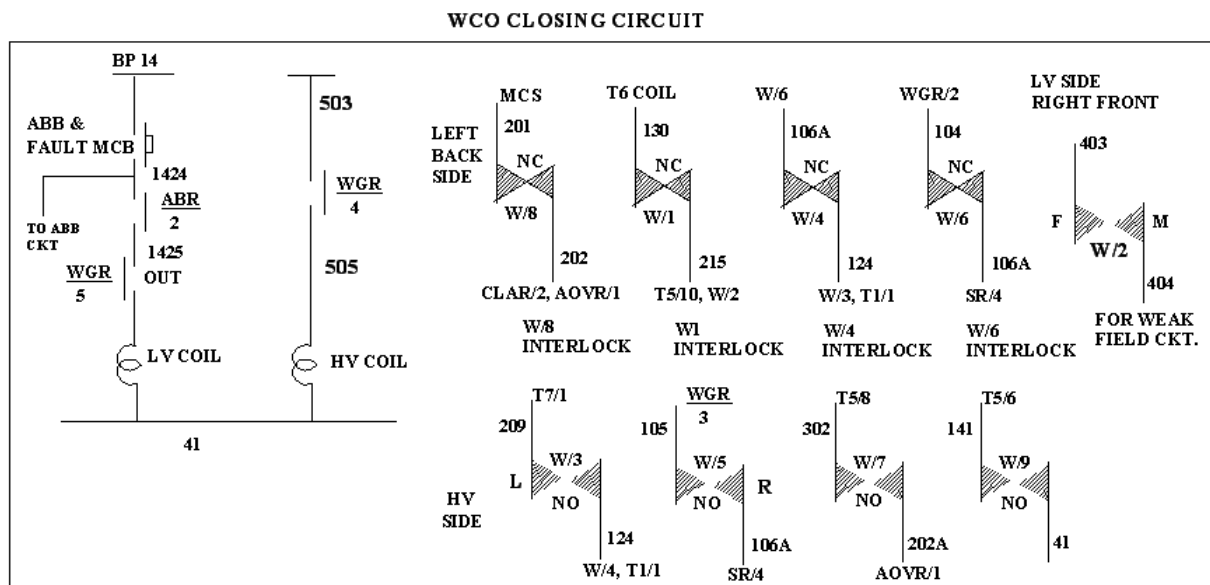 WCO CLOSING CIRCUIT
BP 14
503
ABB &
FAULT MCB
1424
WGR
4
ABR
2
TO ABB
CKT
1425
505
WGR
5
OUT
LV COIL
HV COIL
41
LEFT
BACK
SIDE
MCS
201
NC
W/8
202
CLAR/2, AOVR/1
W/8
INTERLOCK
T6 COIL
130
NC
W/1
215
T5/10, W/2
W1
INTERLOCK
W/6
106A
NC
W/4
124
W/3, T1/1
W/4
INTERLOCK
WGR/2
104
NC
W/6
106A
SR/4
W/6
INTERLOCK
LV SIDE
RIGHT FRONT
403
F
M
W/2
404
FOR WEAK
FIELD CKT.
HV
SIDE
T7/1
209
W/3
L
NO
124
W/4, T1/1
WGR
3
105
W/5
R
NO
106A
SR/4
T5/8
302
W/7
NO
202A
AOVR/1
T5/6
141
W/9
NO
41